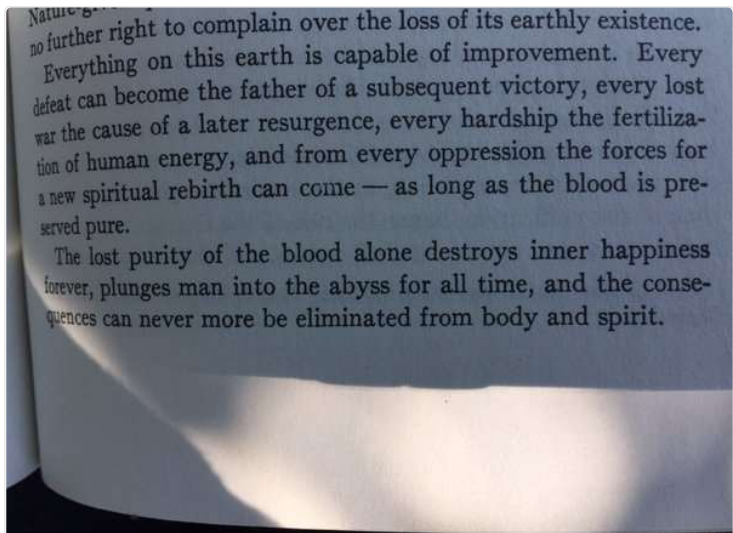 no further right to complain over the loss of its earthly existence.
Everything on this earth is capable of improvement. Every
defeat can become the father of a subsequent victory, every lost
war the cause of a later resurgence, every hardship the fertiliza-
tion of human energy, and from every oppression the forces for
a new spiritual rebirth can come — as long as the blood is pre-
served pure.
The lost purity of the blood alone destroys inner happiness
forever, plunges man into the abyss for all time, and the conse-
quences can never more be eliminated from body and spirit.